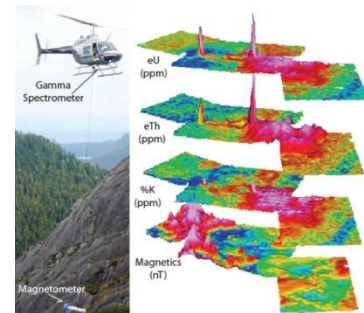 Gamma
Spectrometer
Magnetometer
eU
(ppm)
eTh
(ppm)
%K
(ppm)
Magnetics
(nT)